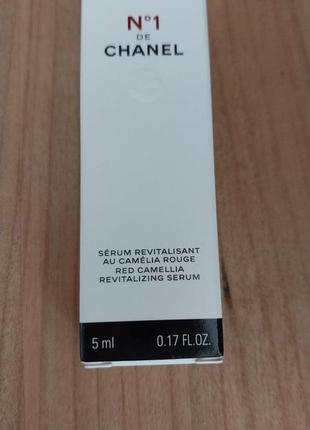 N°1
DE
CHANEL
SÉRUM REVITALISANT
AU CAMÉLIA ROUGE
RED CAMELLIA
REVITALIZING SERUM
5 ml 0.17 FL.OZ.